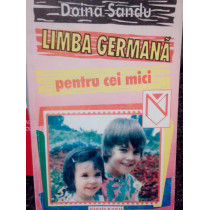 Doina Sandu
LIMBA GERMANĂ
pentru cei mici